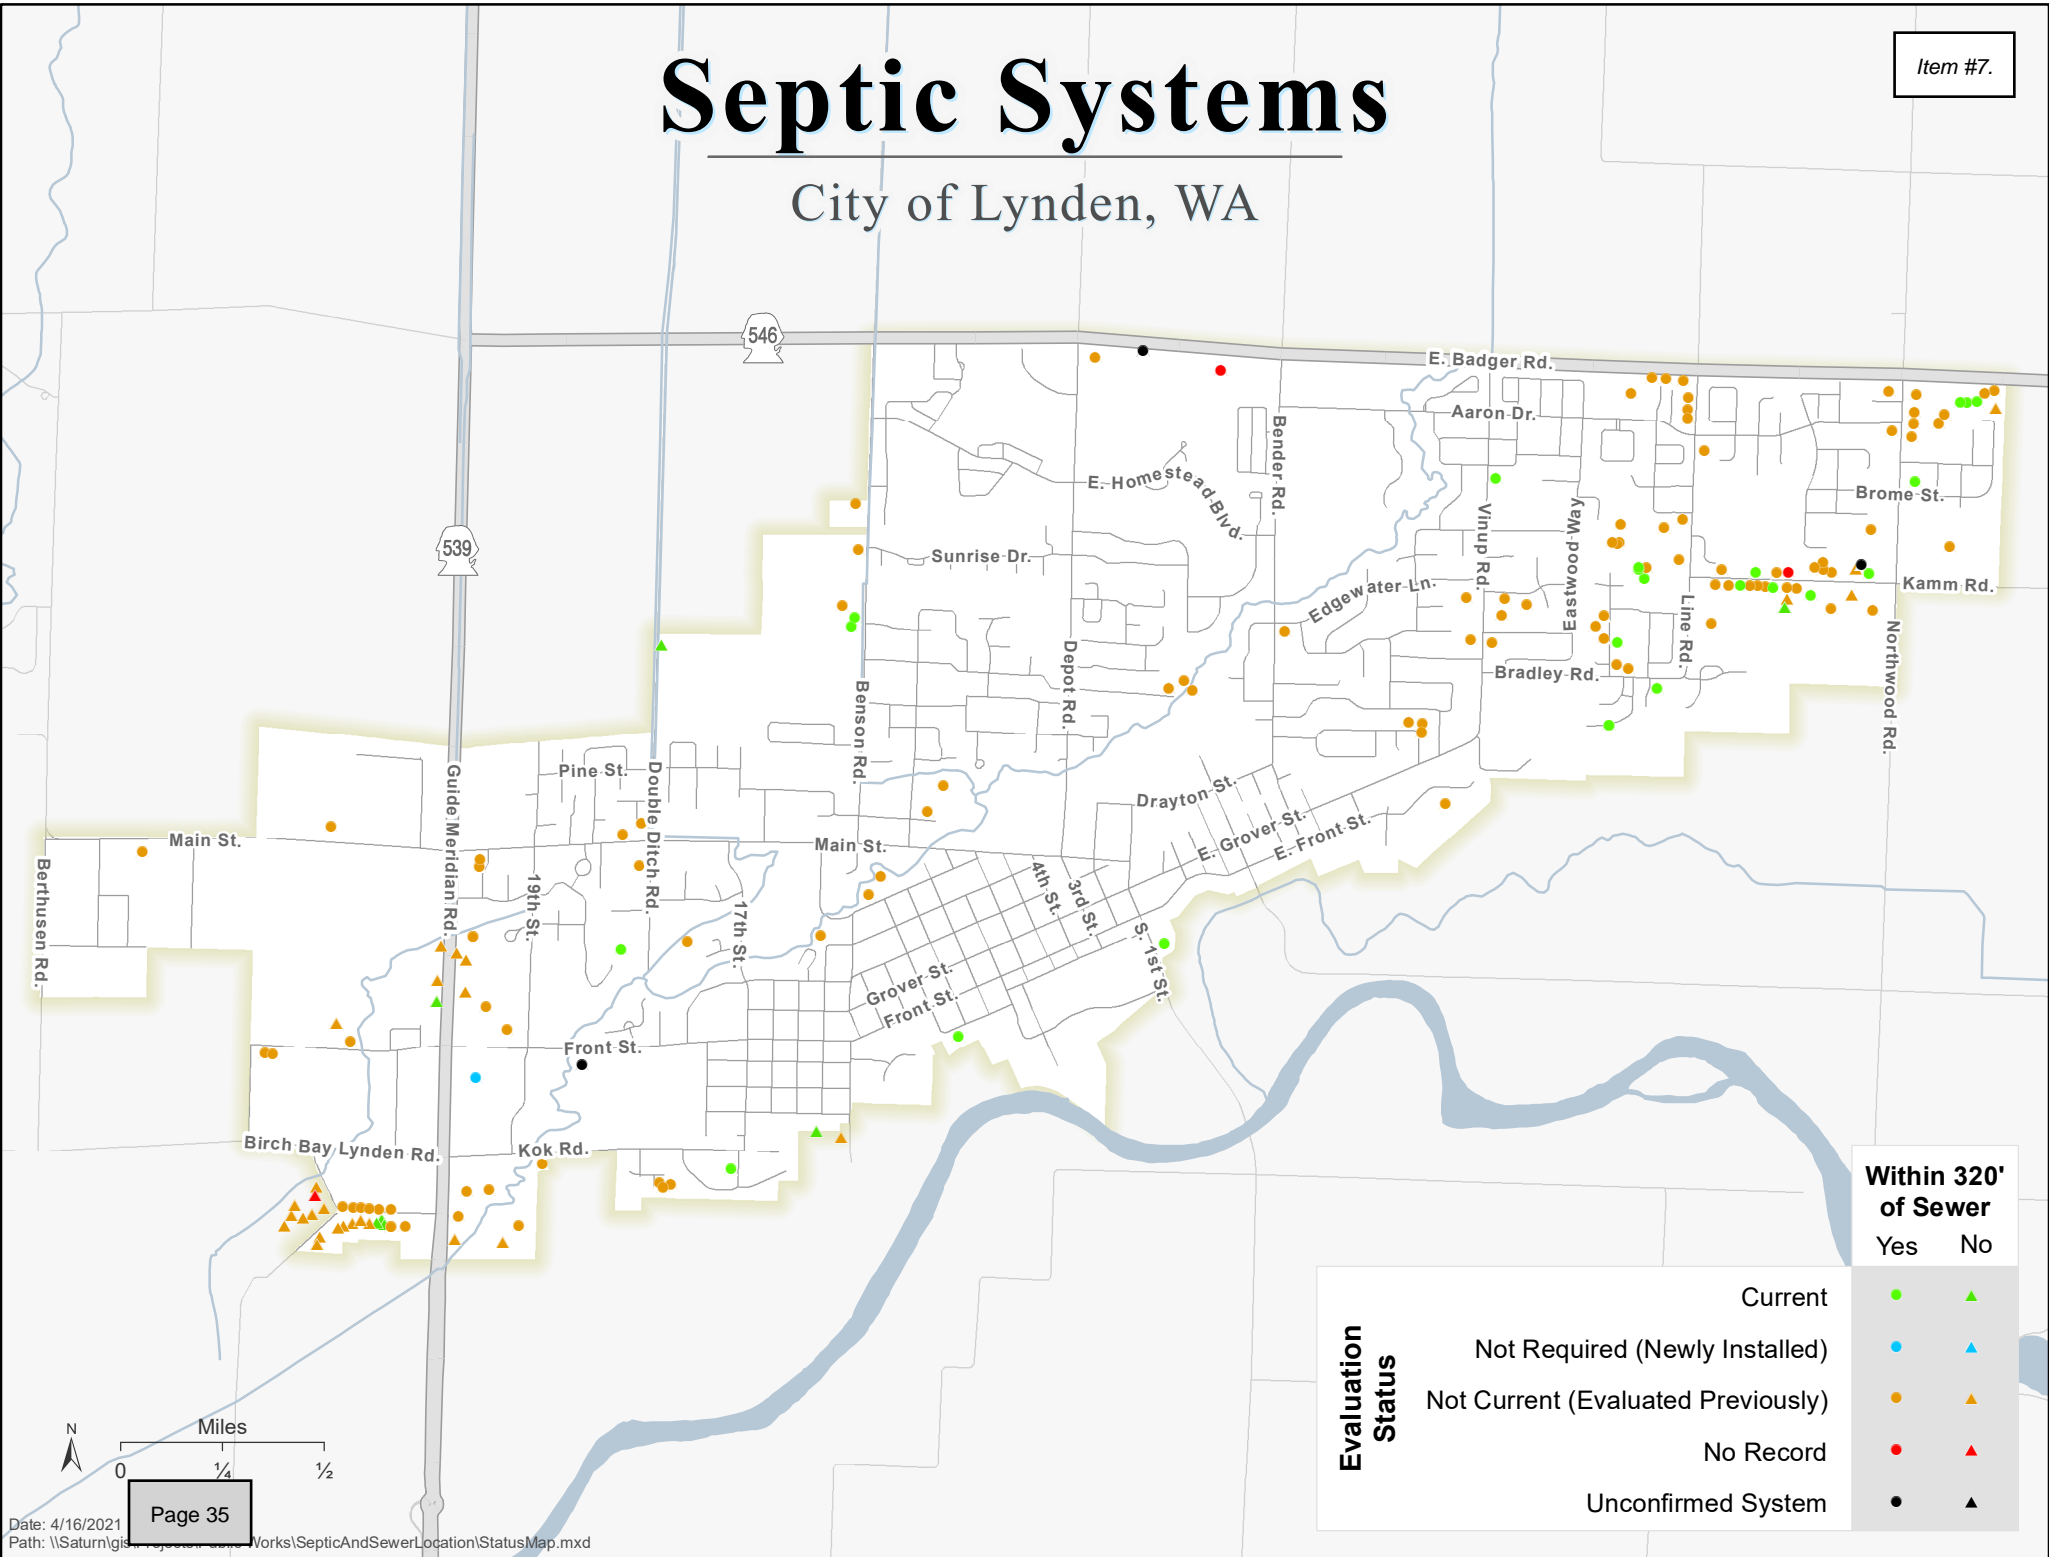 Septic Systems
City of Lynden, WA
Item #7.
546
539
E. Badger Rd.
Aaron Dr.
Bender Rd.
E. Homestead Blvd.
Brome St.
Vinup Rd.
Eastwood Way
Sunrise Dr.
Edgewater Ln.
Kamm Rd.
Line Rd.
Northwood Rd.
Depot Rd.
Bradley Rd.
Benson Rd.
Pine St.
Double Ditch Rd.
Guide Meridian Rd.
Drayton St.
E. Grover St.
E. Front St.
Main St.
Main St.
Berthusen Rd.
19th St.
17th St.
4th St.
3rd St.
S. 1st St.
Grover St.
Front St.
Front St.
Birch Bay Lynden Rd.
Kok Rd.
Within 320'
of Sewer
Yes No
Evaluation
Status
Current
Not Required (Newly Installed)
Not Current (Evaluated Previously)
No Record
Unconfirmed System
N
Miles
0 ¼ ½
Page 35
Date: 4/16/2021
Path: \\Saturn\gis\Projects\Public Works\SepticAndSewerLocation\StatusMap.mxd